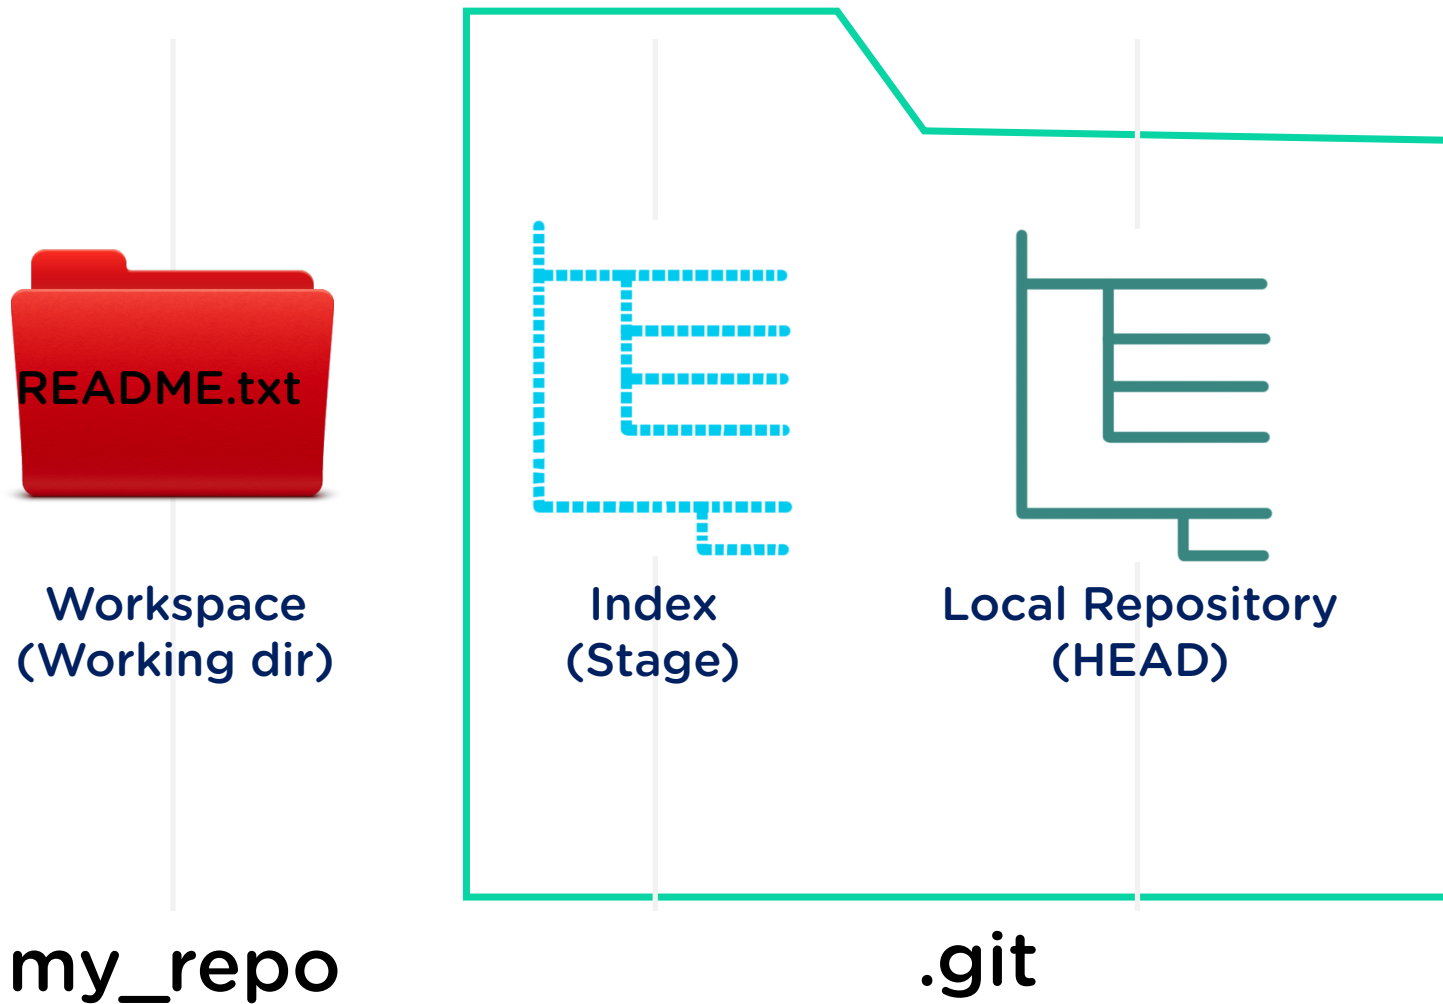 README.txt
Workspace
(Working dir)
Index
(Stage)
Local Repository
(HEAD)
my_repo
.git